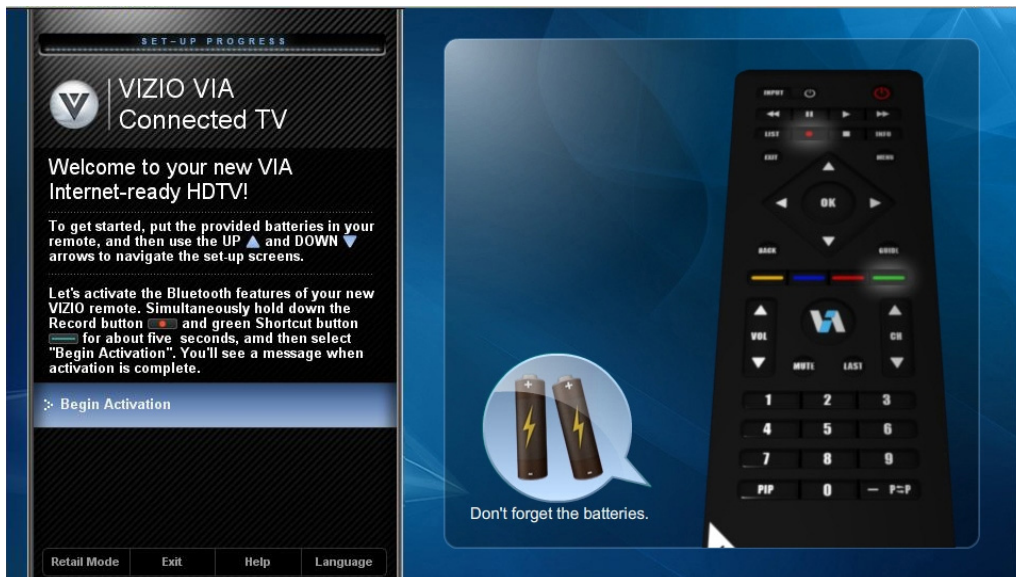 SET-UP PROGRESS
VIZIO VIA
Connected TV
Welcome to your new VIA
Internet-ready HDTV!
To get started, put the provided batteries in your
remote, and then use the UP and DOWN
arrows to navigate the set-up screens.
Let's activate the Bluetooth features of your new
VIZIO remote. Simultaneously hold down the
Record button and green Shortcut button
for about five seconds, amd then select
"Begin Activation". You'll see a message when
activation is complete.
Begin Activation
Retail Mode Exit Help Language
INPUT
LIST INFO
EXIT MENU
OK
BACK GUIDE
VOL VIA CH
MUTE LAST
1 2 3
4 5 6
7 8 9
PIP 0 — P⇆P
Don't forget the batteries.